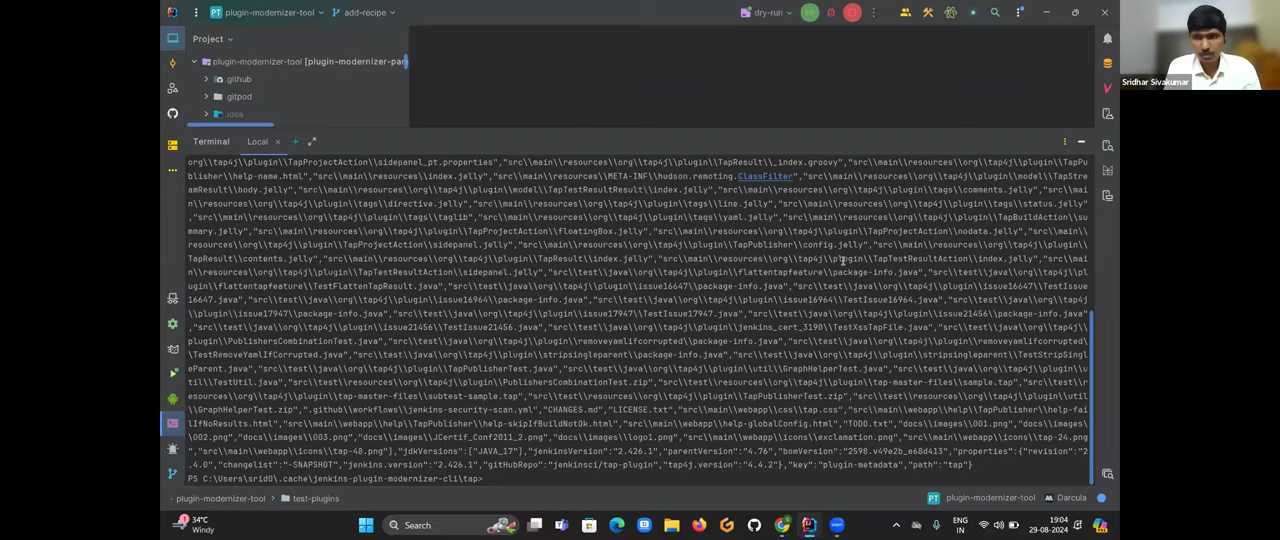 PT plugin-modernizer-tool
add-recipe
dry-run
Project
plugin-modernizer-tool [plugin-modernizer-par
.github
.gitpod
.idea
Sridhar Sivakumar
Terminal
Local
org\\tap4j\\plugin\\TapProjectAction\\sidepanel_pt.properties","src\\main\\resources\\org\\tap4j\\plugin\\TapResult\\_index.groovy","src\\main\\resources\\org\\tap4j\\plugin\\TapPu
blisher\\help-name.html","src\\main\\resources\\index.jelly","src\\main\\resources\\META-INF\\hudson.remoting.ClassFilter","src\\main\\resources\\org\\tap4j\\plugin\\model\\TapStre
amResult\\body.jelly","src\\main\\resources\\org\\tap4j\\plugin\\model\\TapTestResultResult\\index.jelly","src\\main\\resources\\org\\tap4j\\plugin\\tags\\comments.jelly","src\\mai
n\\resources\\org\\tap4j\\plugin\\tags\\directive.jelly","src\\main\\resources\\org\\tap4j\\plugin\\tags\\line.jelly","src\\main\\resources\\org\\tap4j\\plugin\\tags\\status.jelly"
,"src\\main\\resources\\org\\tap4j\\plugin\\tags\\taglib","src\\main\\resources\\org\\tap4j\\plugin\\tags\\yaml.jelly","src\\main\\resources\\org\\tap4j\\plugin\\TapBuildAction\\su
mmary.jelly","src\\main\\resources\\org\\tap4j\\plugin\\TapProjectAction\\floatingBox.jelly","src\\main\\resources\\org\\tap4j\\plugin\\TapProjectAction\\nodata.jelly","src\\main\\
resources\\org\\tap4j\\plugin\\TapProjectAction\\sidepanel.jelly","src\\main\\resources\\org\\tap4j\\plugin\\TapPublisher\\config.jelly","src\\main\\resources\\org\\tap4j\\plugin\\
TapResult\\contents.jelly","src\\main\\resources\\org\\tap4j\\plugin\\TapResult\\index.jelly","src\\main\\resources\\org\\tap4j\\plugin\\TapTestResultAction\\index.jelly","src\\mai
n\\resources\\org\\tap4j\\plugin\\TapTestResultAction\\sidepanel.jelly","src\\test\\java\\org\\tap4j\\plugin\\flattentapfeature\\package-info.java","src\\test\\java\\org\\tap4j\\pl
ugin\\flattentapfeature\\TestFlattenTapResult.java","src\\test\\java\\org\\tap4j\\plugin\\issue16647\\package-info.java","src\\test\\java\\org\\tap4j\\plugin\\issue16647\\TestIssue
16647.java","src\\test\\java\\org\\tap4j\\plugin\\issue16964\\package-info.java","src\\test\\java\\org\\tap4j\\plugin\\issue16964\\TestIssue16964.java","src\\test\\java\\org\\tap4j
\\plugin\\issue17947\\package-info.java","src\\test\\java\\org\\tap4j\\plugin\\issue17947\\TestIssue17947.java","src\\test\\java\\org\\tap4j\\plugin\\issue21456\\package-info.java"
,"src\\test\\java\\org\\tap4j\\plugin\\issue21456\\TestIssue21456.java","src\\test\\java\\org\\tap4j\\plugin\\jenkins_cert_3190\\TestXssTapFile.java","src\\test\\java\\org\\tap4j\\
plugin\\PublishersCombinationTest.java","src\\test\\java\\org\\tap4j\\plugin\\removeyamlifcorrupted\\package-info.java","src\\test\\java\\org\\tap4j\\plugin\\removeyamlifcorrupted\
\TestRemoveYamlIfCorrupted.java","src\\test\\java\\org\\tap4j\\plugin\\stripsingleparent\\package-info.java","src\\test\\java\\org\\tap4j\\plugin\\stripsingleparent\\TestStripSingl
eParent.java","src\\test\\java\\org\\tap4j\\plugin\\TapPublisherTest.java","src\\test\\java\\org\\tap4j\\plugin\\util\\GraphHelperTest.java","src\\test\\java\\org\\tap4j\\plugin\\u
til\\TestUtil.java","src\\test\\resources\\org\\tap4j\\plugin\\PublishersCombinationTest.zip","src\\test\\resources\\org\\tap4j\\plugin\\tap-master-files\\sample.tap","src\\test\\r
esources\\org\\tap4j\\plugin\\tap-master-files\\subtest-sample.tap","src\\test\\resources\\org\\tap4j\\plugin\\TapPublisherTest.zip","src\\test\\resources\\org\\tap4j\\plugin\\util
\\GraphHelperTest.zip",".github\\workflows\\jenkins-security-scan.yml","CHANGES.md","LICENSE.txt","src\\main\\webapp\\css\\tap.css","src\\main\\webapp\\help\\TapPublisher\\help-fai
lIfNoResults.html","src\\main\\webapp\\help\\TapPublisher\\help-skipIfBuildNotOk.html","src\\main\\webapp\\help-globalConfig.html","TODO.txt","docs\\images\\001.png","docs\\images\
\002.png","docs\\images\\003.png","docs\\images\\JCertif_Conf2011_2.png","docs\\images\\logo1.png","src\\main\\webapp\\icons\\exclamation.png","src\\main\\webapp\\icons\\tap-24.png
","src\\main\\webapp\\icons\\tap-48.png"],"jdkVersions":["JAVA_17"],"jenkinsVersion":"2.426.1","parentVersion":"4.76","bomVersion":"2598.v49e2b_e68d413","properties":{"revision":"2
.4.0","changelist":"-SNAPSHOT","jenkins.version":"2.426.1","gitHubRepo":"jenkinsci/tap-plugin","tap4j.version":"4.4.2"},"key":"plugin-metadata","path":"tap"}
PS C:\Users\srid0\.cache\jenkins-plugin-modernizer-cli\tap>
plugin-modernizer-tool > test-plugins
PT plugin-modernizer-tool
Darcula
34°C
Windy
Search
ENG
IN
19:04
29-08-2024